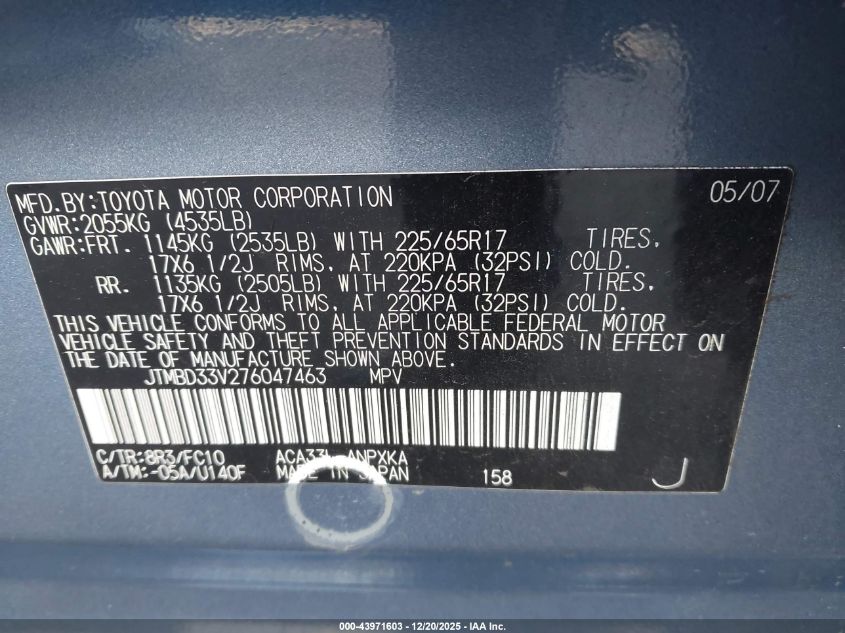 MFD.BY:TOYOTA MOTOR CORPORATION 05/07
GVWR:2055KG (4535LB)
GAWR:FRT. 1145KG (2535LB) WITH 225/65R17 TIRES,
17X6 1/2J RIMS, AT 220KPA (32PSI) COLD.
RR. 1135KG (2505LB) WITH 225/65R17 TIRES,
17X6 1/2J RIMS, AT 220KPA (32PSI) COLD.
THIS VEHICLE CONFORMS TO ALL APPLICABLE FEDERAL MOTOR
VEHICLE SAFETY AND THEFT PREVENTION STANDARDS IN EFFECT ON
THE DATE OF MANUFACTURE SHOWN ABOVE.
JTMBD33V276047463 MPV
C/TR:8R3/FC10 ACA33L-ANPXKA
A/TM:-05A/U140F MADE IN JAPAN 158 J
000-43971603 | 12/20/2025 - IAA Inc.